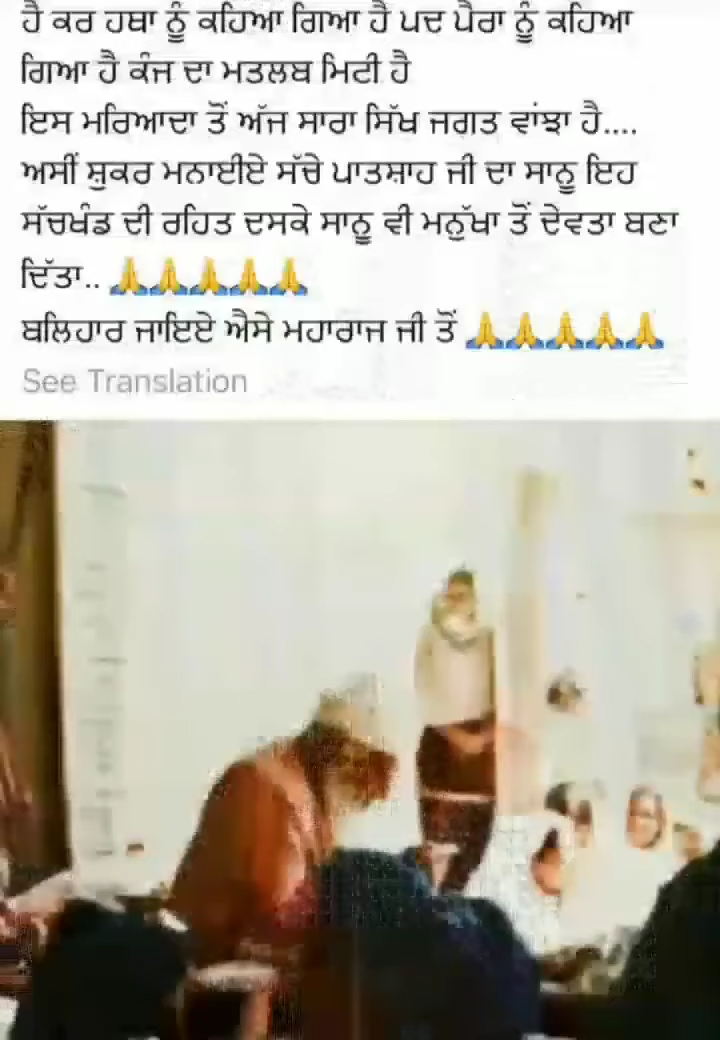 ਹੈ ਕਰ ਹਥਾ ਨੂੰ ਕਹਿਆ ਗਿਆ ਹੈ ਪਦ ਪੈਰਾ ਨੂੰ ਕਹਿਆ
ਗਿਆ ਹੈ ਕੰਜ ਦਾ ਮਤਲਬ ਮਿਟੀ ਹੈ
ਇਸ ਮਰਿਆਦਾ ਤੋਂ ਅੱਜ ਸਾਰਾ ਸਿੱਖ ਜਗਤ ਵਾਂਝਾ ਹੈ....
ਅਸੀਂ ਸ਼ੁਕਰ ਮਨਾਈਏ ਸੱਚੇ ਪਾਤਸ਼ਾਹ ਜੀ ਦਾ ਸਾਨੂ ਇਹ
ਸੱਚਖੰਡ ਦੀ ਰਹਿਤ ਦਸਕੇ ਸਾਨੂ ਵੀ ਮਨੁੱਖਾ ਤੋਂ ਦੇਵਤਾ ਬਣਾ
ਦਿੱਤਾ.. 🙏🙏🙏🙏🙏
ਬਲਿਹਾਰ ਜਾਇਏ ਐਸੇ ਮਹਾਰਾਜ ਜੀ ਤੋਂ 🙏🙏🙏🙏🙏
See Translation